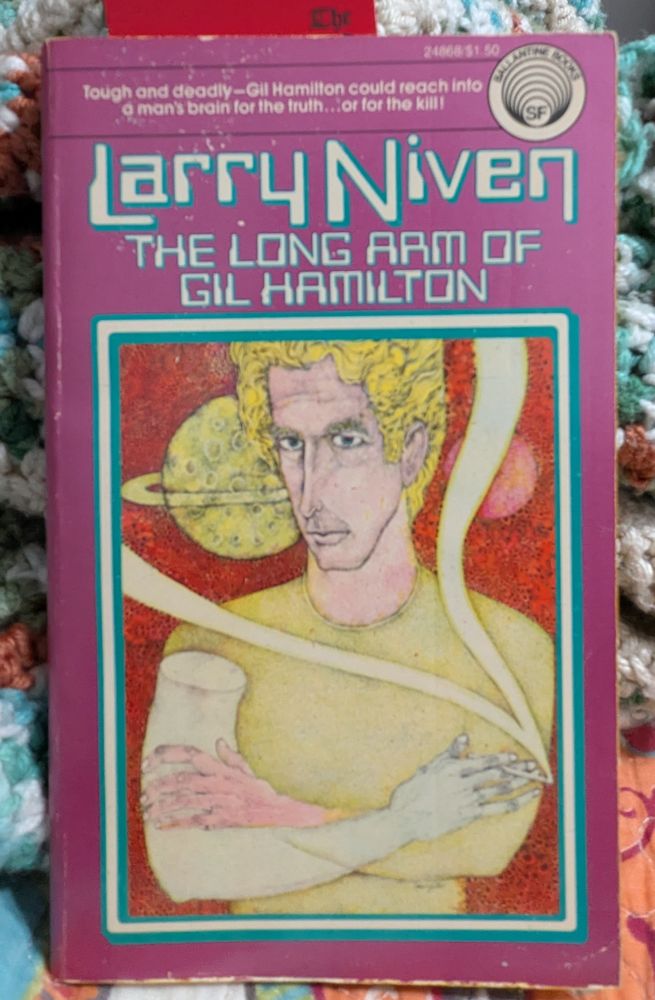 The
24868/$1.50
BALLANTINE BOOKS
SF
Tough and deadly—Gil Hamilton could reach into
a man's brain for the truth...or for the kill!
Larry Niven
THE LONG ARM OF
GIL HAMILTON